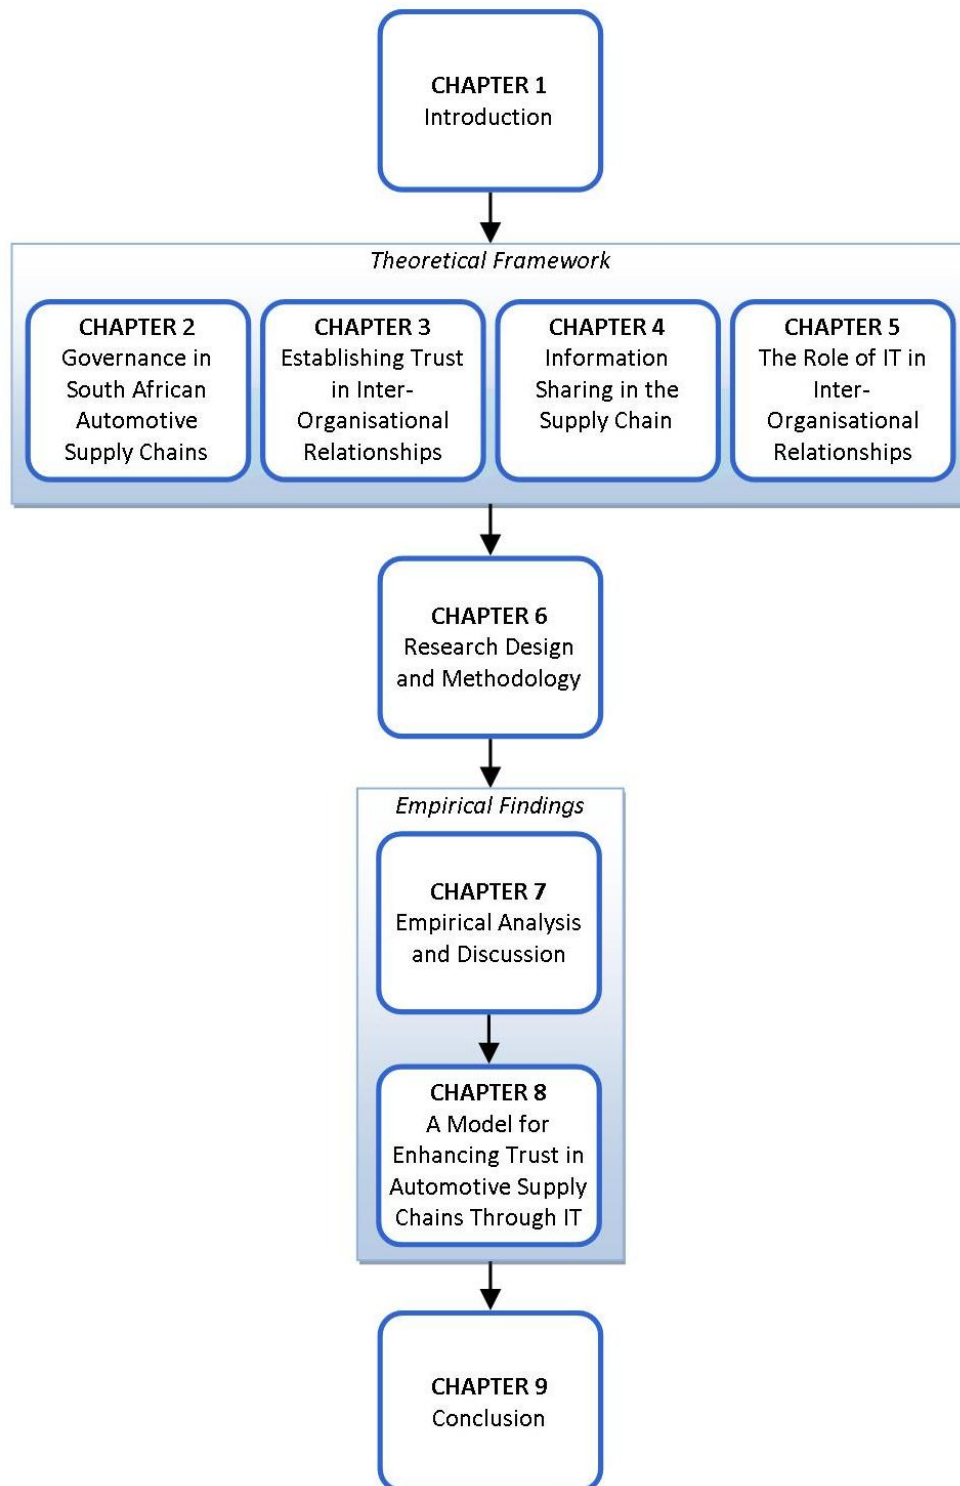 CHAPTER 1
Introduction
Theoretical Framework
CHAPTER 2
Governance in
South African
Automotive
Supply Chains
CHAPTER 3
Establishing Trust
in Inter-
Organisational
Relationships
CHAPTER 4
Information
Sharing in the
Supply Chain
CHAPTER 5
The Role of IT in
Inter-
Organisational
Relationships
CHAPTER 6
Research Design
and Methodology
Empirical Findings
CHAPTER 7
Empirical Analysis
and Discussion
CHAPTER 8
A Model for
Enhancing Trust in
Automotive Supply
Chains Through IT
CHAPTER 9
Conclusion